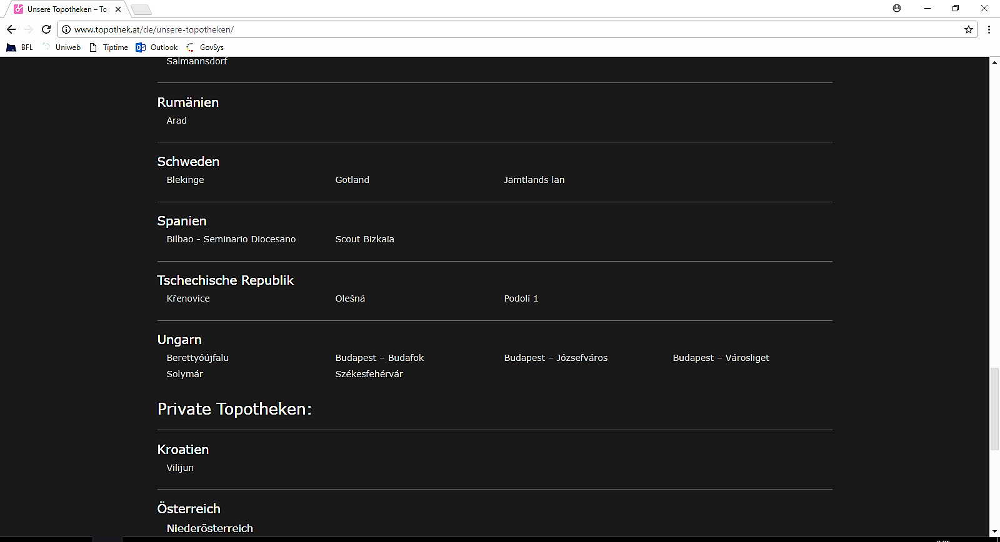 Unsere Topotheken – To
www.topothek.at/de/unsere-topotheken/
BFL Uniweb Tiptime Outlook GovSys
Salmannsdorf
Rumänien
Arad
Schweden
Blekinge Gotland Jämtlands län
Spanien
Bilbao - Seminario Diocesano Scout Bizkaia
Tschechische Republik
Křenovice Olešná Podolí 1
Ungarn
Berettyóújfalu Budapest – Budafok Budapest – Józsefváros Budapest – Városliget
Solymár Székesfehérvár
Private Topotheken:
Kroatien
Vilijun
Österreich
Niederösterreich